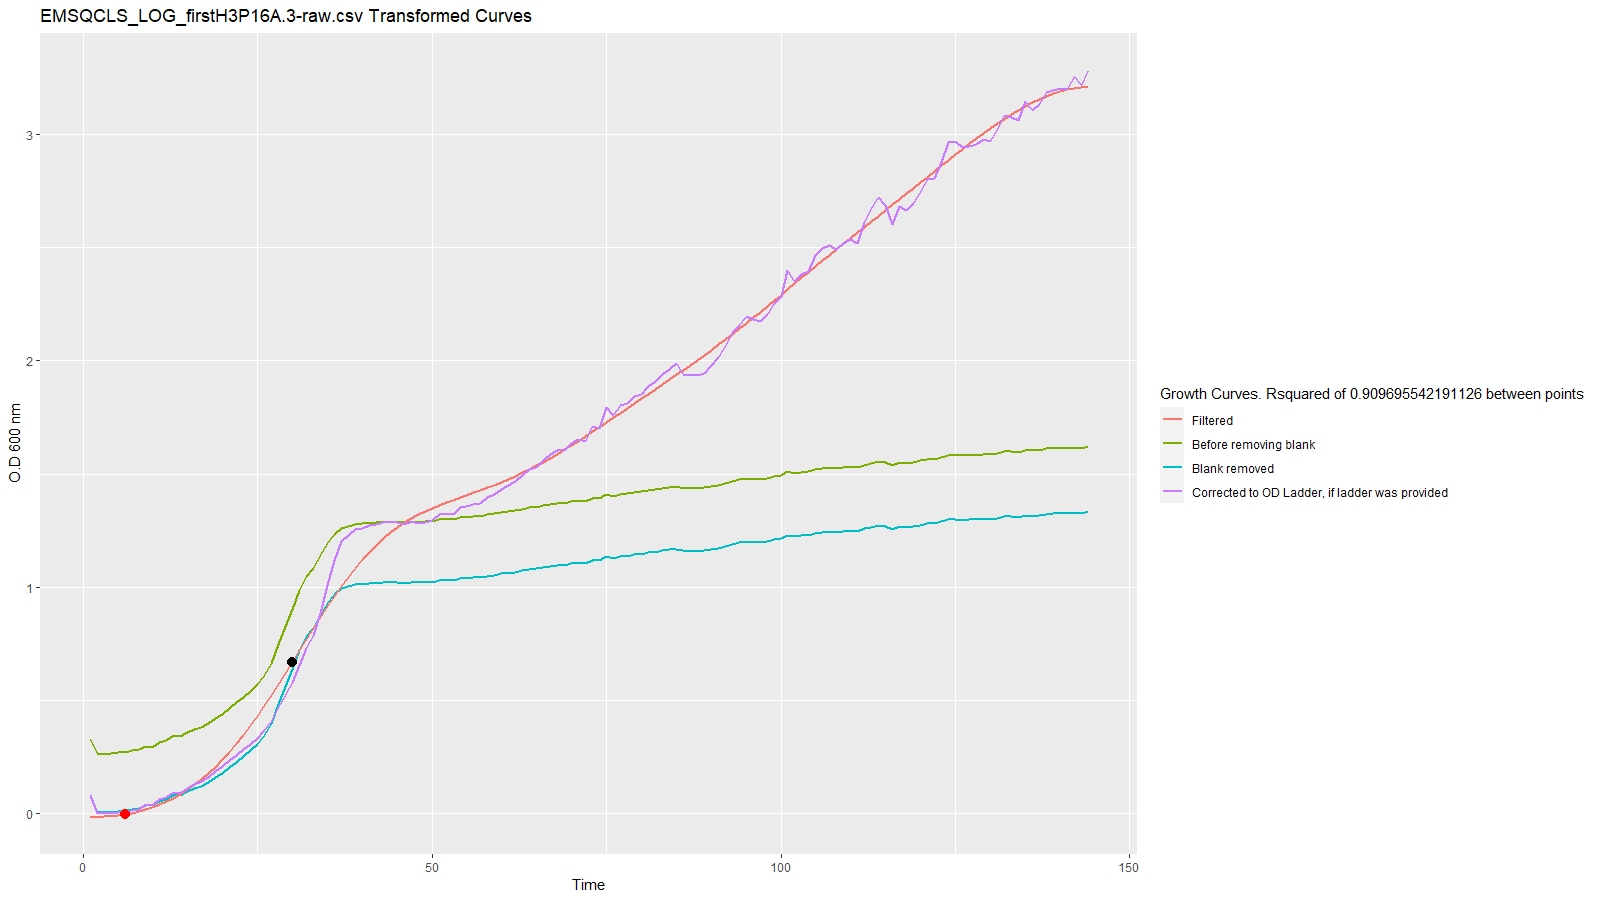 EMSQCLS_LOG_firstH3P16A.3-raw.csv Transformed Curves
O.D 600 nm
3
2
1
0
0
50
100
150
Time
Growth Curves. Rsquared of 0.909695542191126 between points
Filtered
Before removing blank
Blank removed
Corrected to OD Ladder, if ladder was provided